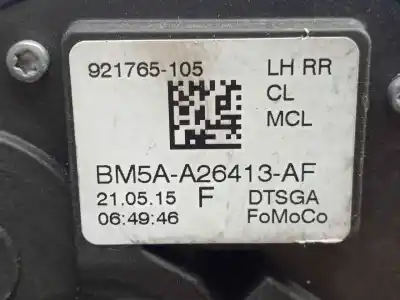 921765-105 LH RR
CL
MCL
BM5A-A26413-AF
21.05.15 F DTSGA
06:49:46 FoMoCo